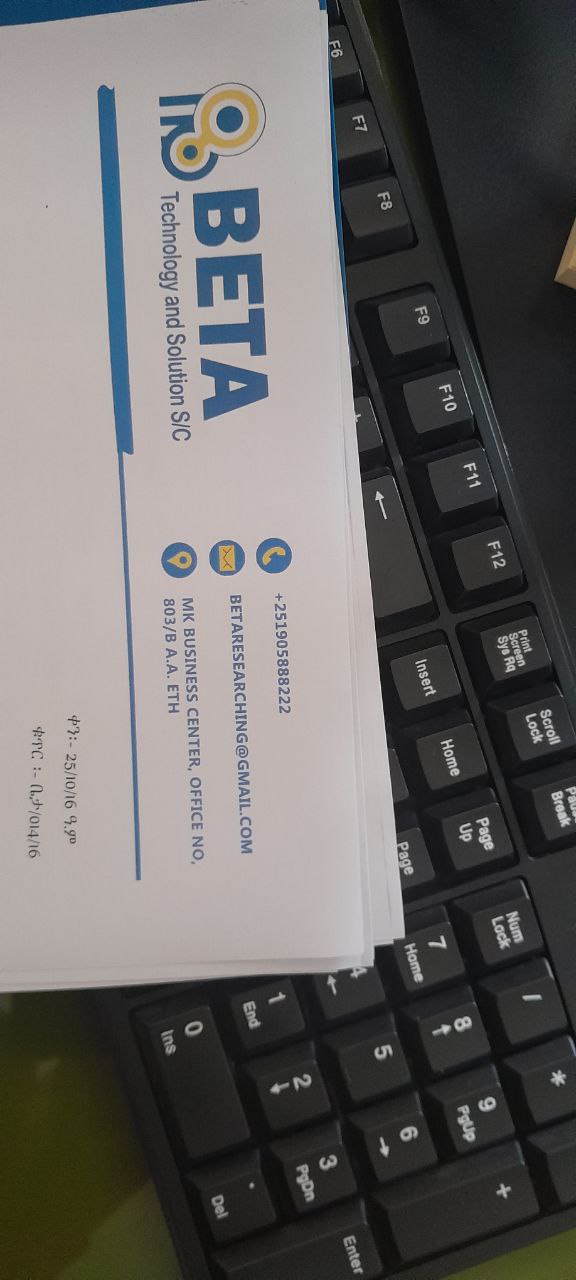 BETA
Technology and Solution S/C
+251905888222
BETARESEARCHING@GMAIL.COM
MK BUSINESS CENTER, OFFICE NO,
803/B A.A. ETH
ቀን:- 25/10/16 ዓ.ም
ቁጥር :- ቤታ/014/16
F6
F7
F8
F9
F10
F11
F12
Print
Screen
Sys Rq
Scroll
Lock
Break
←
Insert
Home
Page
Up
Page
Num
Lock
/
*
7
Home
8
↑
9
PgUp
+
4
←
5
6
→
1
End
2
↓
3
PgDn
Enter
0
Ins
.
Del